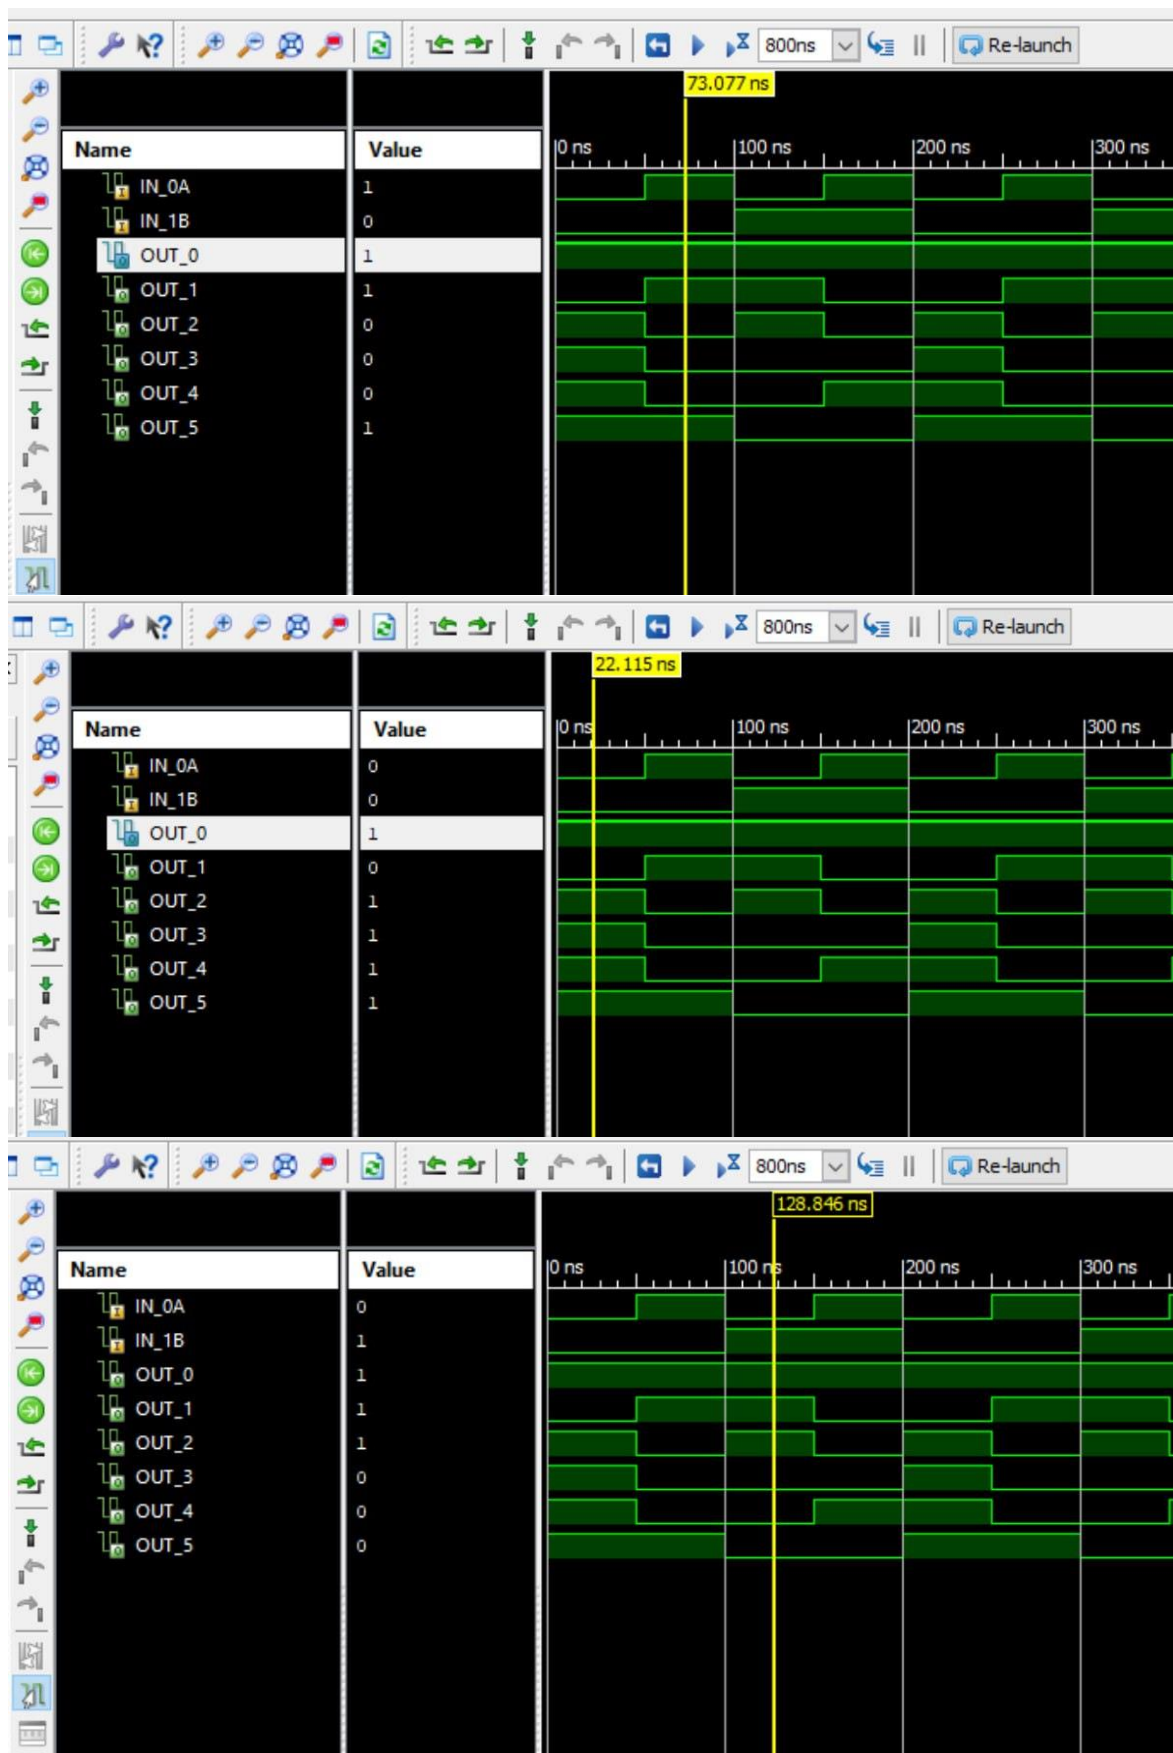 800ns Re-launch
73.077 ns
Name Value 0 ns 100 ns 200 ns 300 ns
IN_0A 1
IN_1B 0
OUT_0 1
OUT_1 1
OUT_2 0
OUT_3 0
OUT_4 0
OUT_5 1
800ns Re-launch
22.115 ns
Name Value 0 ns 100 ns 200 ns 300 ns
IN_0A 0
IN_1B 0
OUT_0 1
OUT_1 0
OUT_2 1
OUT_3 1
OUT_4 1
OUT_5 1
800ns Re-launch
128.846 ns
Name Value 0 ns 100 ns 200 ns 300 ns
IN_0A 0
IN_1B 1
OUT_0 1
OUT_1 1
OUT_2 1
OUT_3 0
OUT_4 0
OUT_5 0